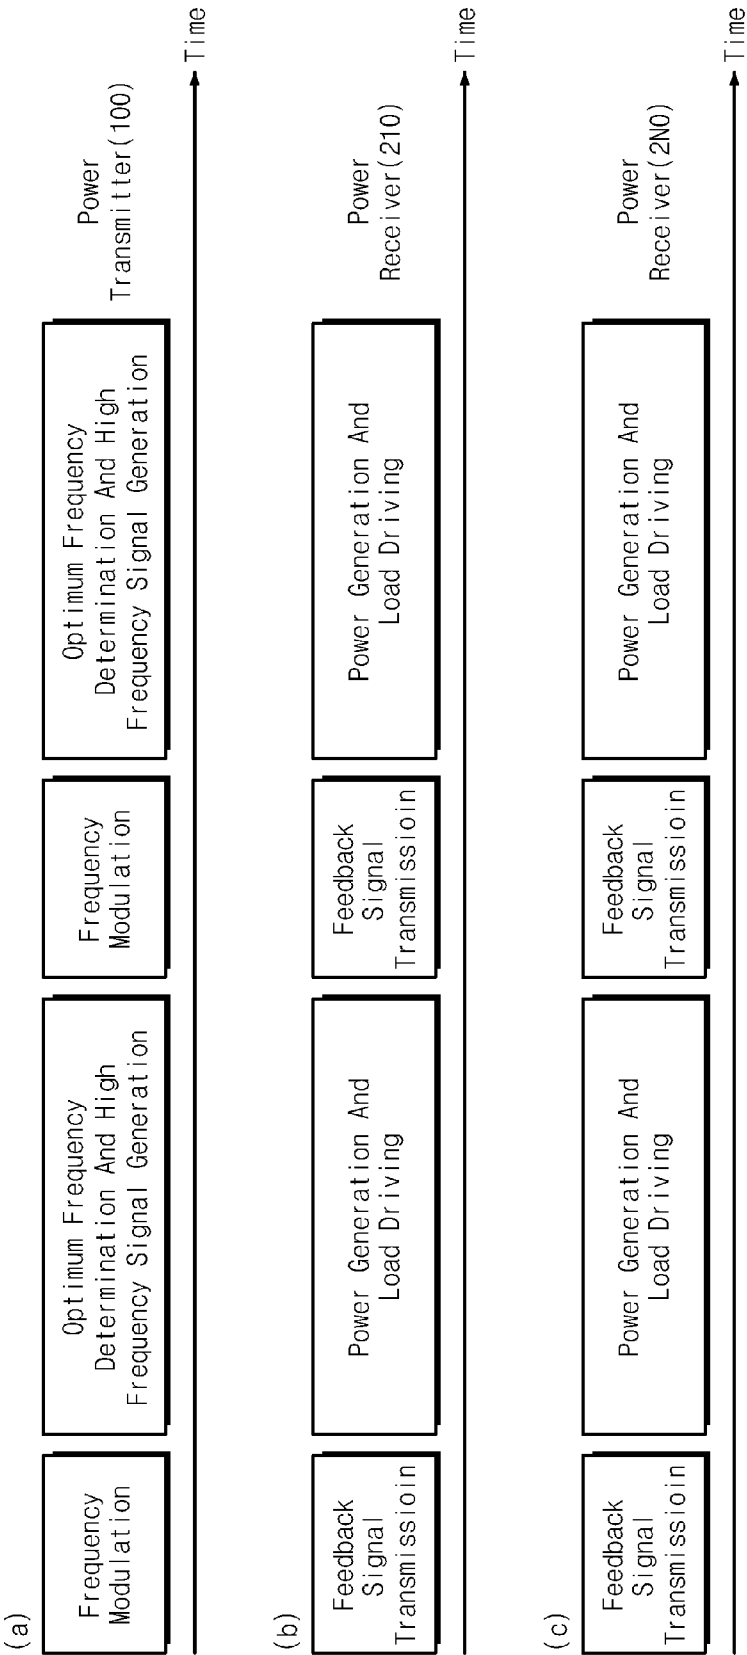 (a)
Frequency
Modulation
Optimum Frequency
Determination And High
Frequency Signal Generation
Frequency
Modulation
Optimum Frequency
Determination And High
Frequency Signal Generation
Power
Transmitter(100)
Time
(b)
Feedback
Signal
Transmissioin
Power Generation And
Load Driving
Feedback
Signal
Transmissioin
Power Generation And
Load Driving
Power
Receiver(210)
Time
(c)
Feedback
Signal
Transmissioin
Power Generation And
Load Driving
Feedback
Signal
Transmissioin
Power Generation And
Load Driving
Power
Receiver(2N0)
Time